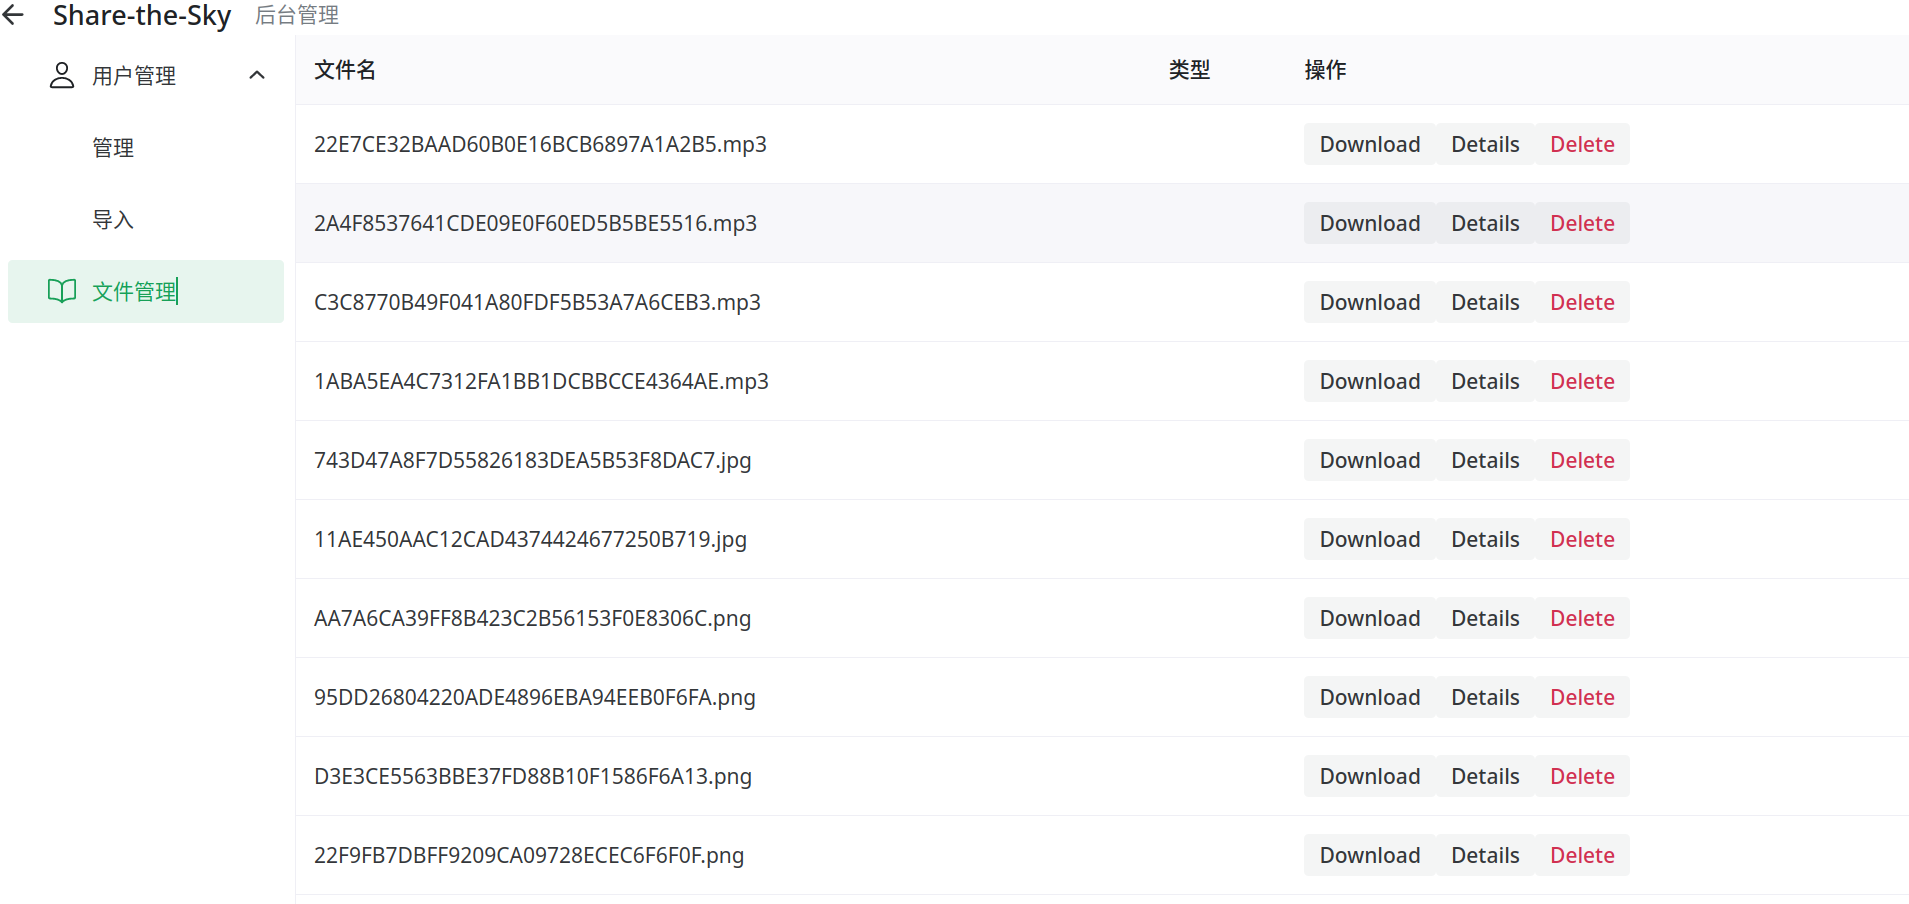 Share-the-Sky 后台管理
用户管理
管理
导入
文件管理
文件名 类型 操作
22E7CE32BAAD60B0E16BCB6897A1A2B5.mp3 Download Details Delete
2A4F8537641CDE09E0F60ED5B5BE5516.mp3 Download Details Delete
C3C8770B49F041A80FDF5B53A7A6CEB3.mp3 Download Details Delete
1ABA5EA4C7312FA1BB1DCBBCCE4364AE.mp3 Download Details Delete
743D47A8F7D55826183DEA5B53F8DAC7.jpg Download Details Delete
11AE450AAC12CAD4374424677250B719.jpg Download Details Delete
AA7A6CA39FF8B423C2B56153F0E8306C.png Download Details Delete
95DD26804220ADE4896EBA94EEB0F6FA.png Download Details Delete
D3E3CE5563BBE37FD88B10F1586F6A13.png Download Details Delete
22F9FB7DBFF9209CA09728ECEC6F6F0F.png Download Details Delete